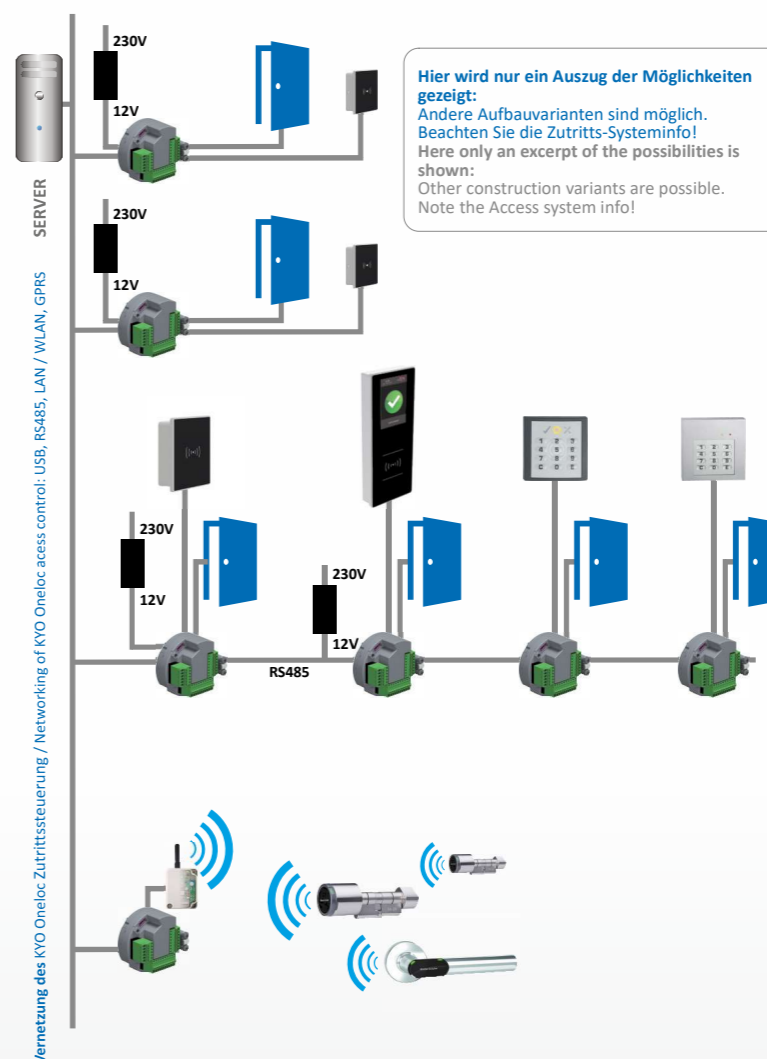 230V
12V
SERVER
Hier wird nur ein Auszug der Möglichkeiten
gezeigt:
Andere Aufbauvarianten sind möglich.
Beachten Sie die Zutritts-Systeminfo!
Here only an excerpt of the possibilities is
shown:
Other construction variants are possible.
Note the Access system info!
230V
12V
Vernetzung des KYO Oneloc Zutrittssteuerung / Networking of KYO Oneloc acess control: USB, RS485, LAN / WLAN, GPRS
230V
12V
230V
12V
RS485